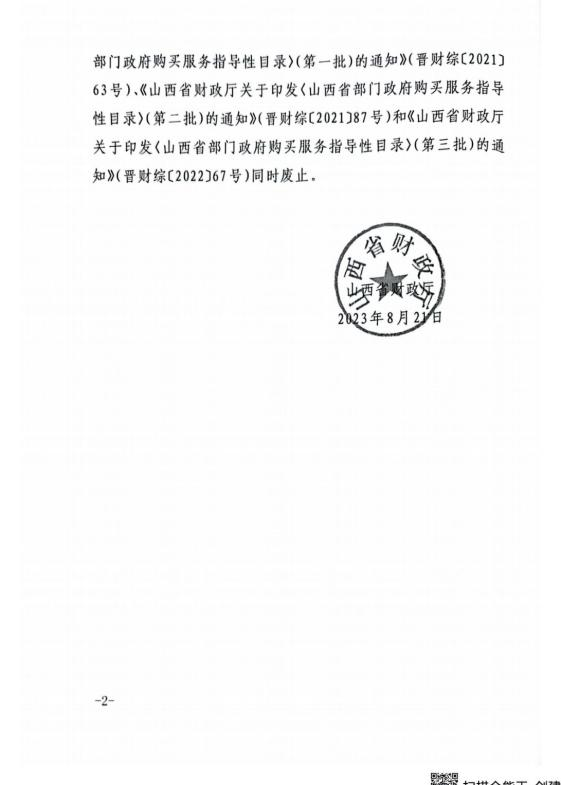 部门政府购买服务指导性目录〉(第一批)的通知》(晋财综〔2021〕
63号)、《山西省财政厅关于印发〈山西省部门政府购买服务指导
性目录〉(第二批)的通知》(晋财综〔2021〕87号)和《山西省财政厅
关于印发〈山西省部门政府购买服务指导性目录〉(第三批)的通
知》(晋财综〔2022〕67号)同时废止。
山西省财政厅
山西省财政厅
2023年8月21日
-2-